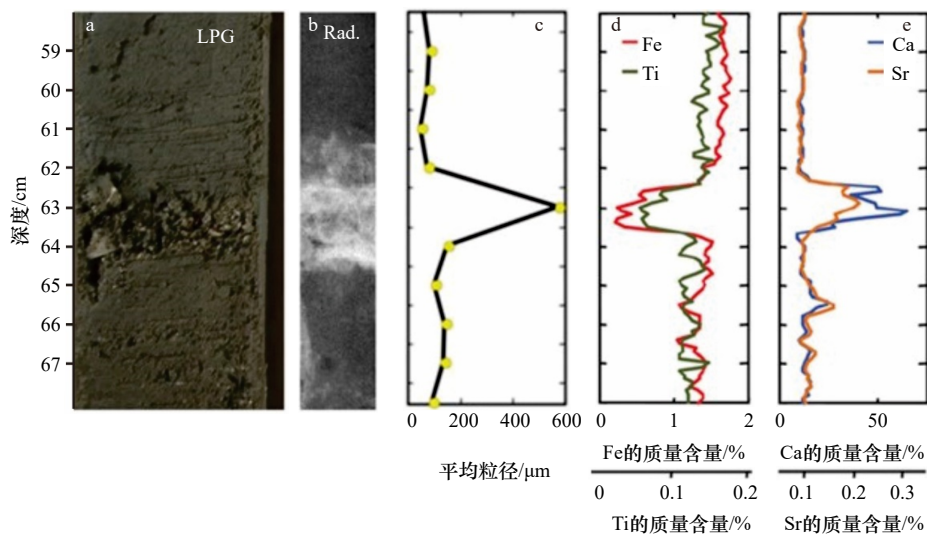 a
LPG
b
Rad.
c
d
Fe
Ti
e
Ca
Sr
深度/cm
59
60
61
62
63
64
65
66
67
0
200
400
600
0
1
2
0
50
平均粒径/μm
Fe的质量含量/%
Ca的质量含量/%
0
0.1
0.2
0.1
0.2
0.3
Ti的质量含量/%
Sr的质量含量/%